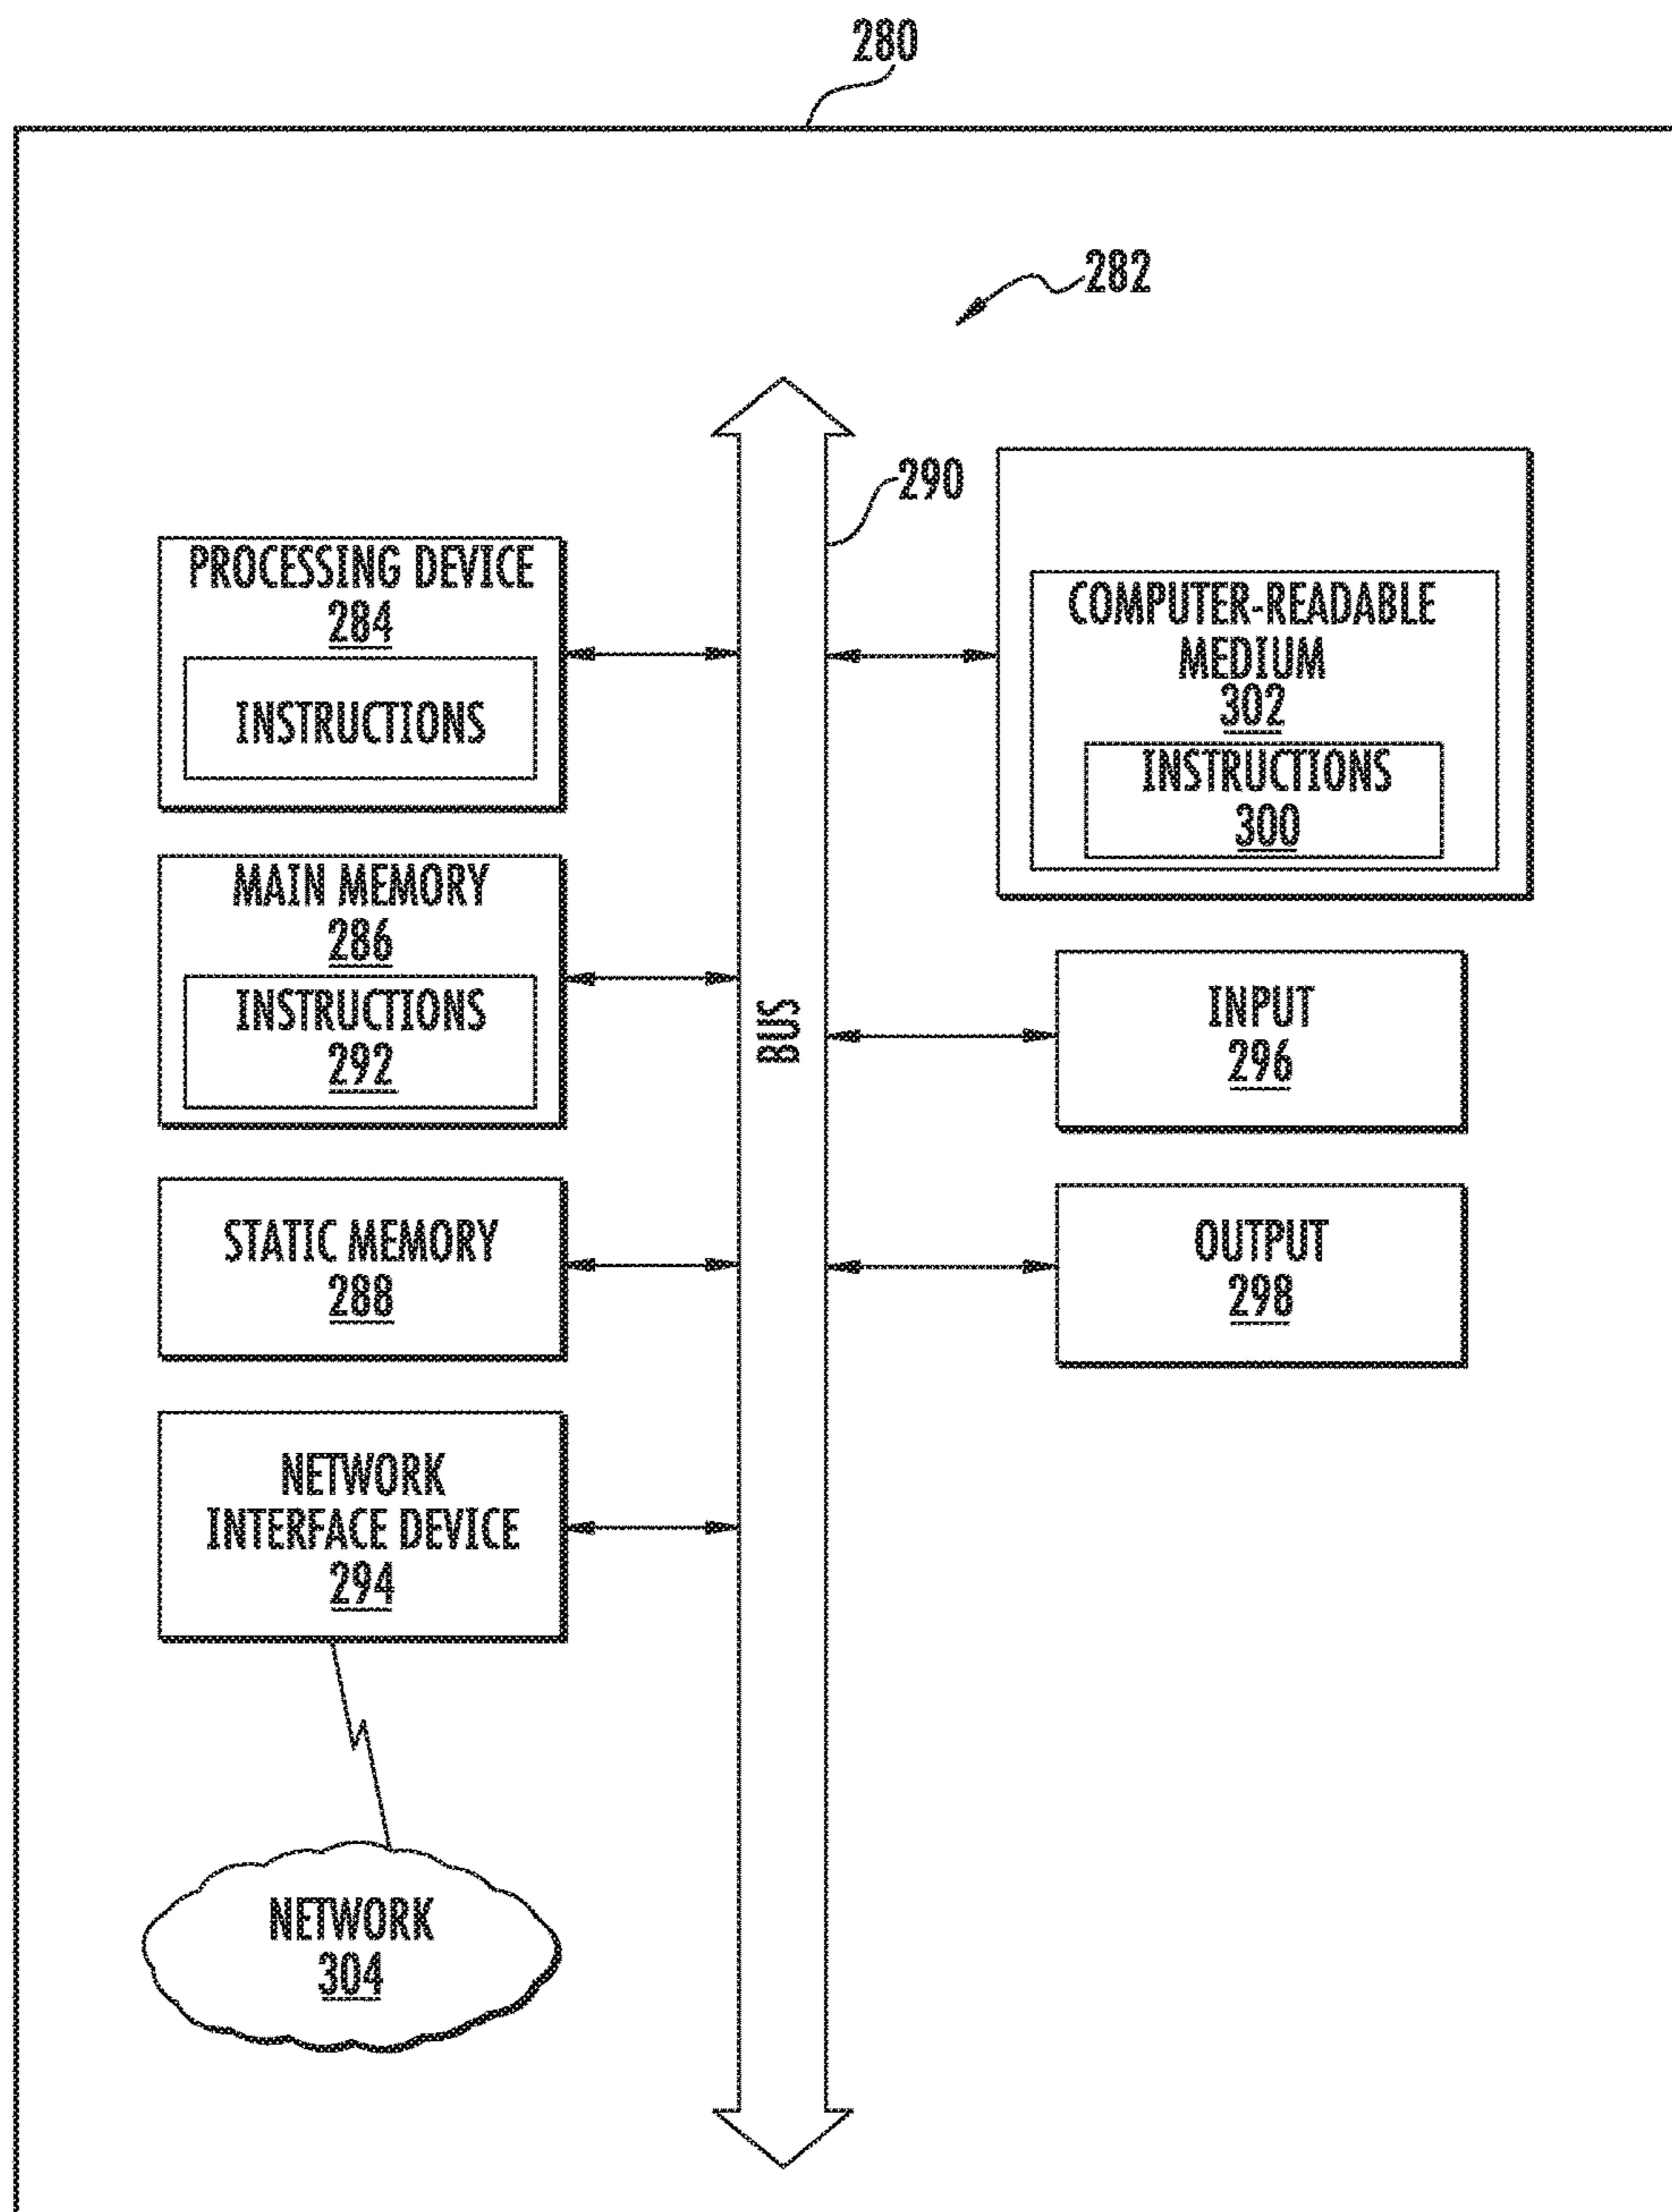 280
282
290
PROCESSING DEVICE
284
INSTRUCTIONS
MAIN MEMORY
286
INSTRUCTIONS
292
STATIC MEMORY
288
NETWORK
INTERFACE DEVICE
294
NETWORK
304
BUS
COMPUTER-READABLE
MEDIUM
302
INSTRUCTIONS
300
INPUT
296
OUTPUT
298